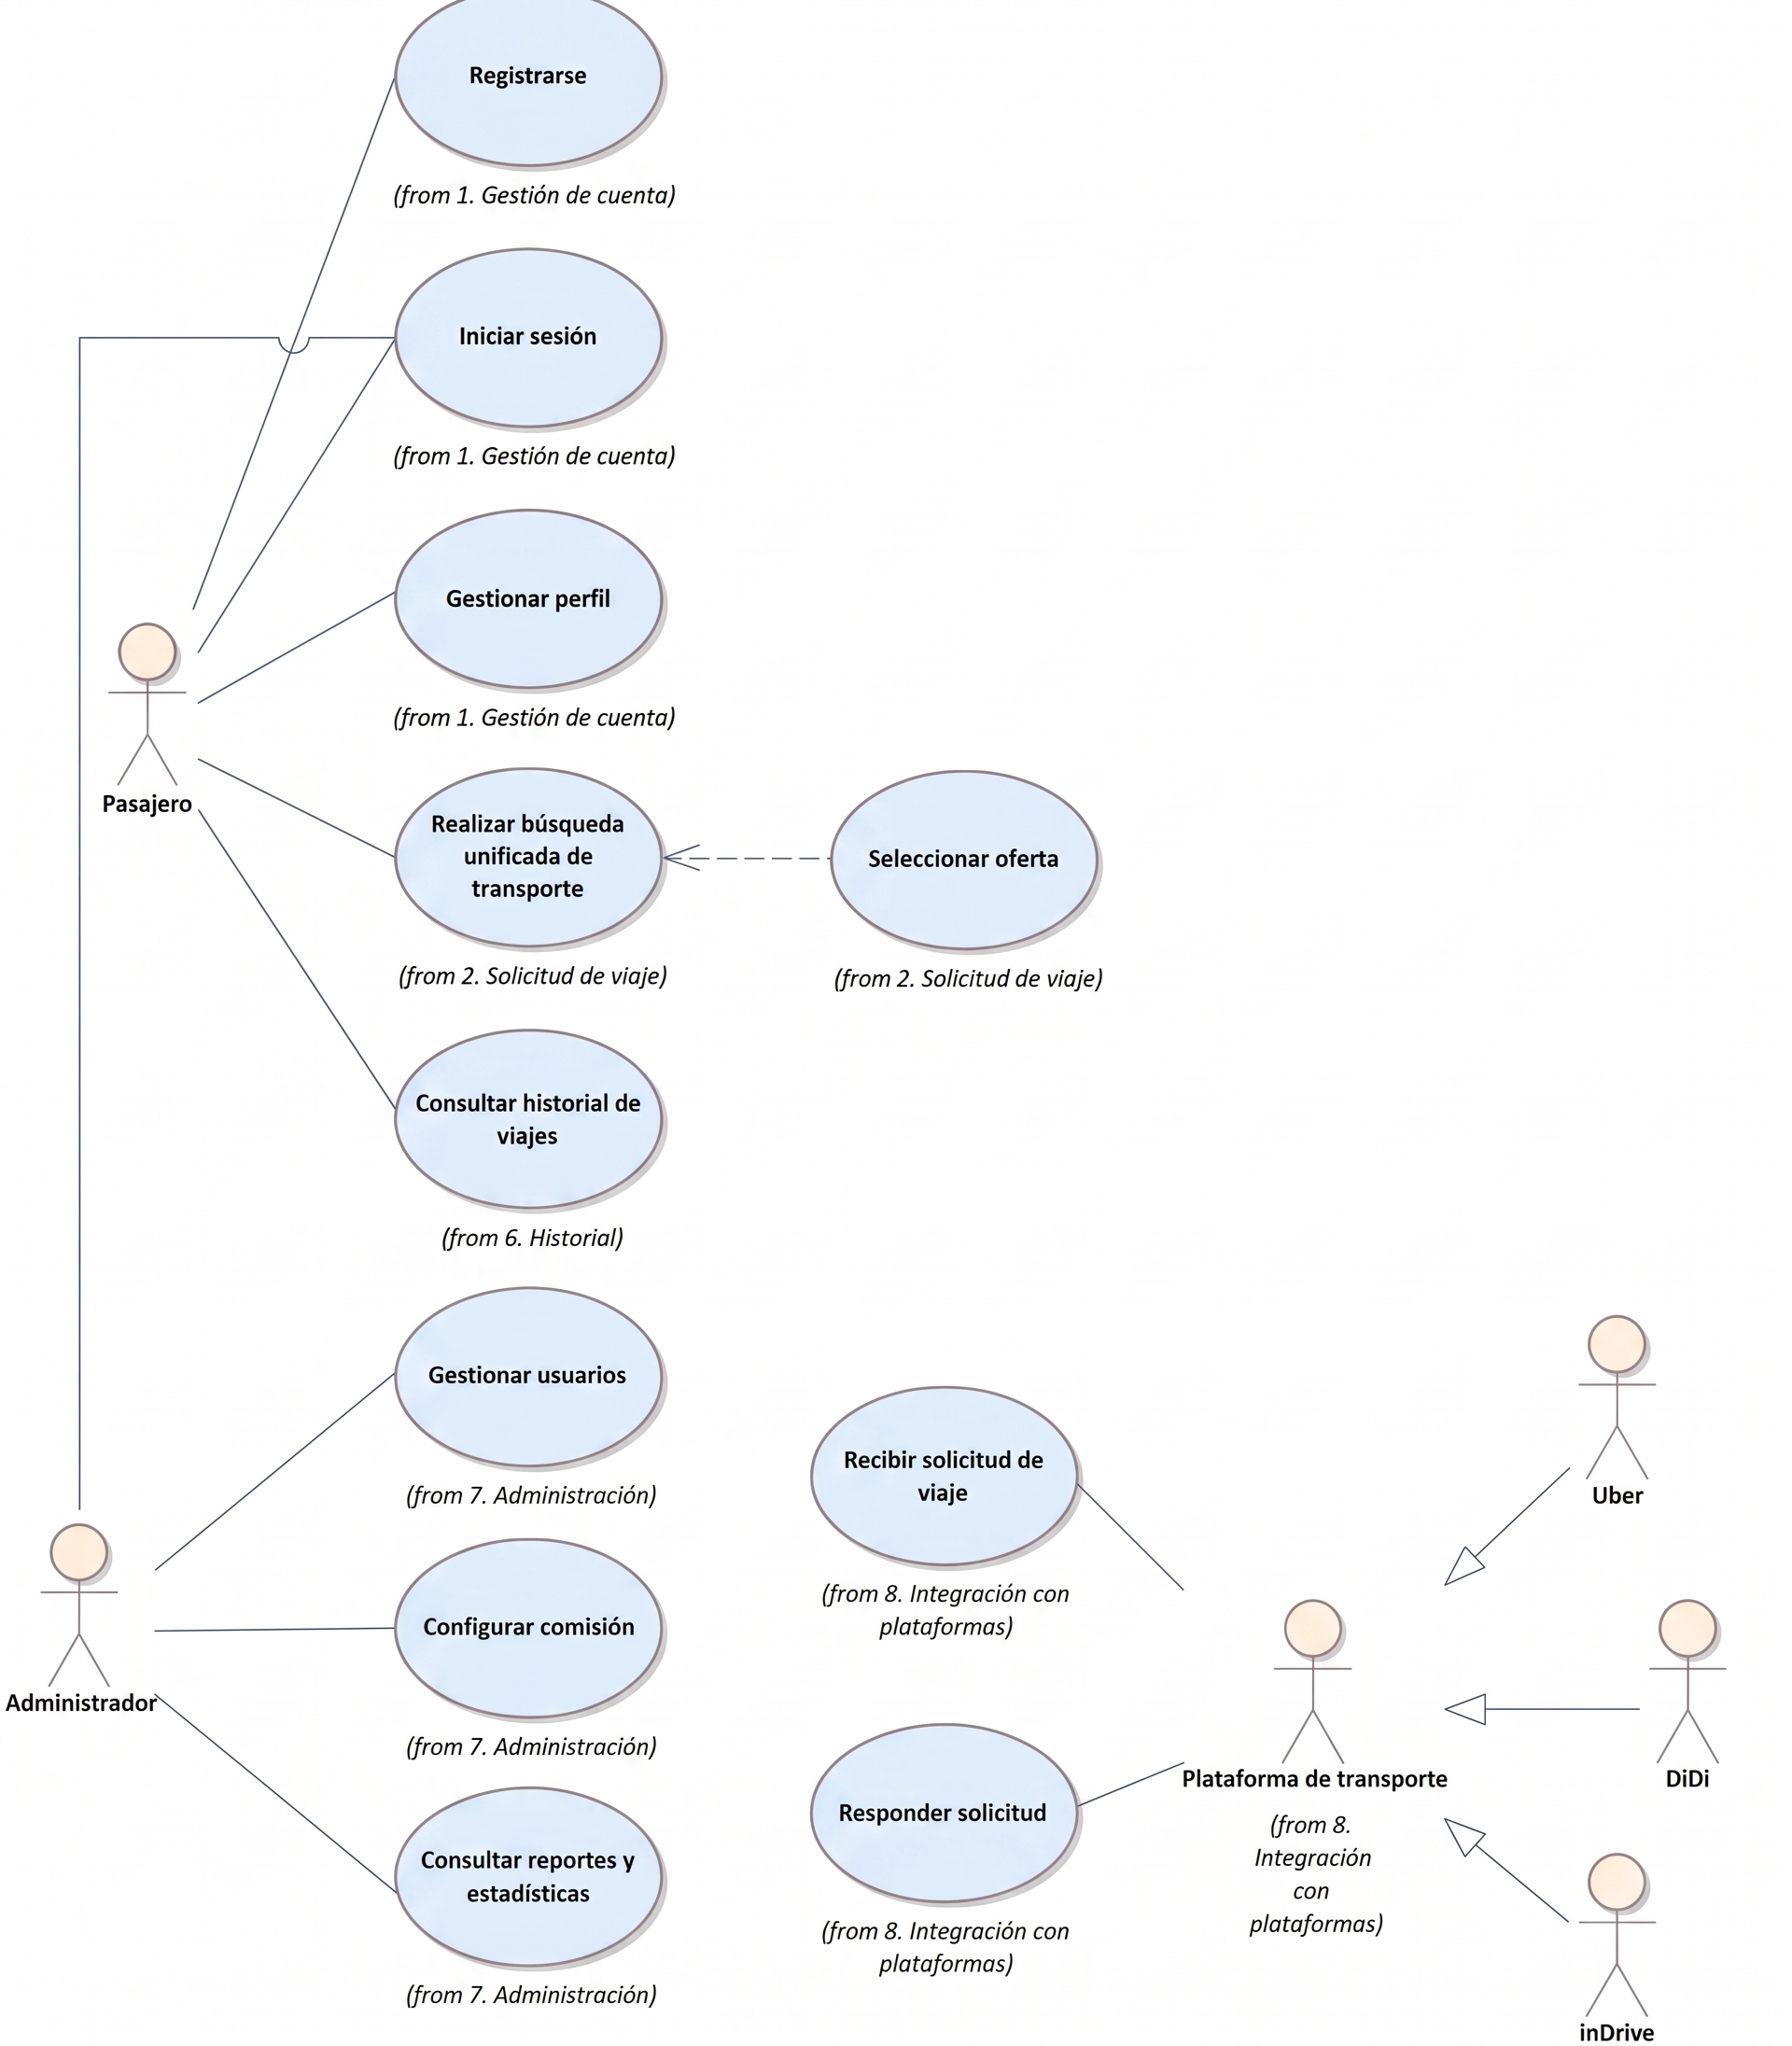 Registrarse
(from 1. Gestión de cuenta)
Iniciar sesión
(from 1. Gestión de cuenta)
Gestionar perfil
(from 1. Gestión de cuenta)
Pasajero
Realizar búsqueda
unificada de
transporte
(from 2. Solicitud de viaje)
Seleccionar oferta
(from 2. Solicitud de viaje)
Consultar historial de
viajes
(from 6. Historial)
Gestionar usuarios
(from 7. Administración)
Administrador
Configurar comisión
(from 7. Administración)
Consultar reportes y
estadísticas
(from 7. Administración)
Recibir solicitud de
viaje
(from 8. Integración con
plataformas)
Responder solicitud
(from 8. Integración con
plataformas)
Plataforma de transporte
(from 8.
Integración
con
plataformas)
Uber
DiDi
inDrive